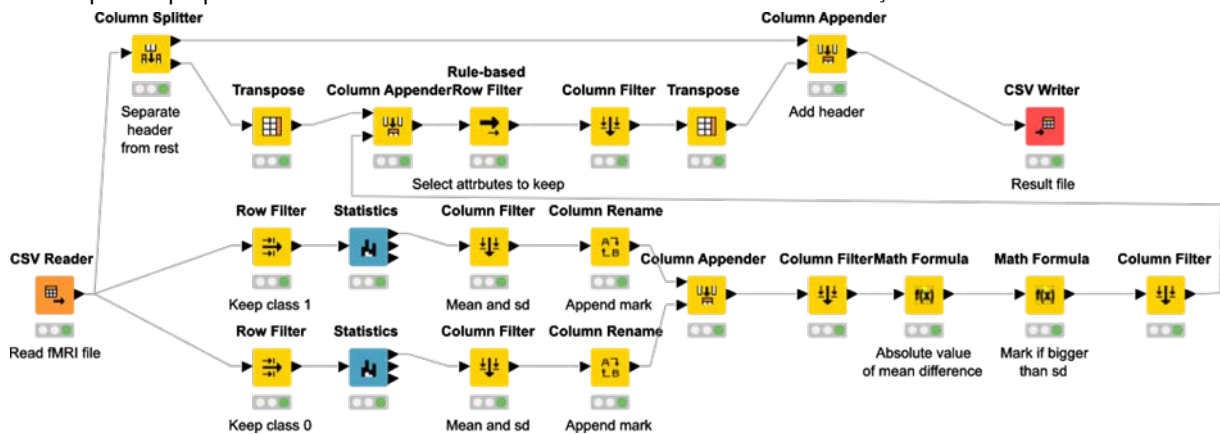 Column Splitter
Separate
header
from rest
Transpose
Column Appender
Rule-based
Row Filter
Select attrbutes to keep
Column Filter
Transpose
Column Appender
Add header
CSV Writer
Result file
CSV Reader
Read fMRI file
Row Filter
Keep class 1
Statistics
Column Filter
Mean and sd
Column Rename
Append mark
Row Filter
Keep class 0
Statistics
Column Filter
Mean and sd
Column Rename
Append mark
Column Appender
Column Filter
Math Formula
f(x)
Absolute value
of mean difference
Math Formula
f(x)
Mark if bigger
than sd
Column Filter